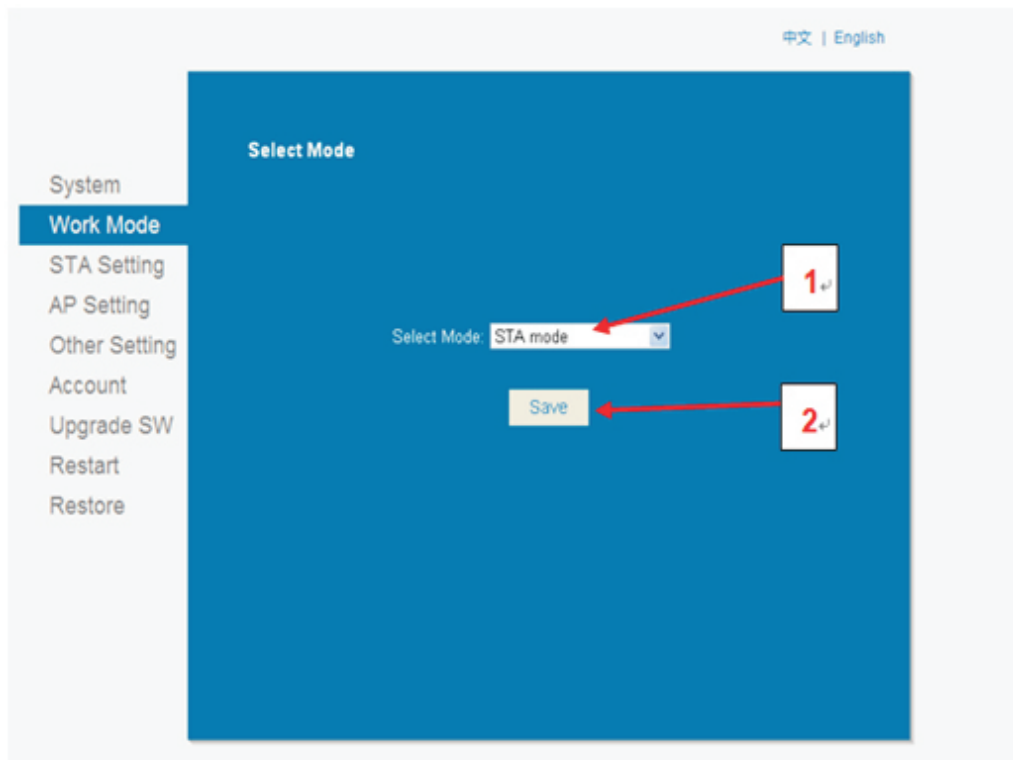 中文 | English
Select Mode
System
Work Mode
STA Setting
AP Setting
Other Setting
Account
Upgrade SW
Restart
Restore
1↵
Select Mode: STA mode
Save
2↵